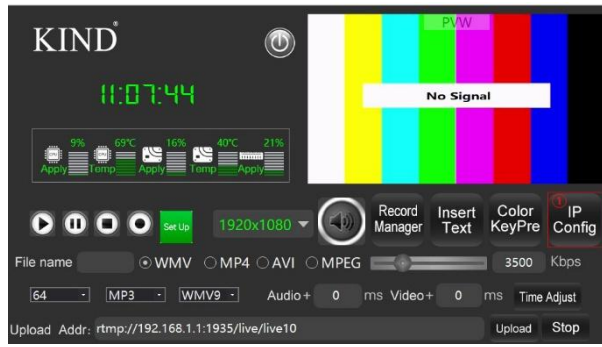 KIND®
PVW
11:07:44
No Signal
9% 69℃ 16% 40℃ 21%
Apply Temp Apply Temp Apply
Set Up
1920x1080
Record Manager
Insert Text
Color KeyPre
① IP Config
File name
WMV MP4 AVI MPEG
3500 Kbps
64 MP3 WMV9 Audio+ 0 ms Video+ 0 ms Time Adjust
Upload Addr: rtmp://192.168.1.1:1935/live/live10 Upload Stop